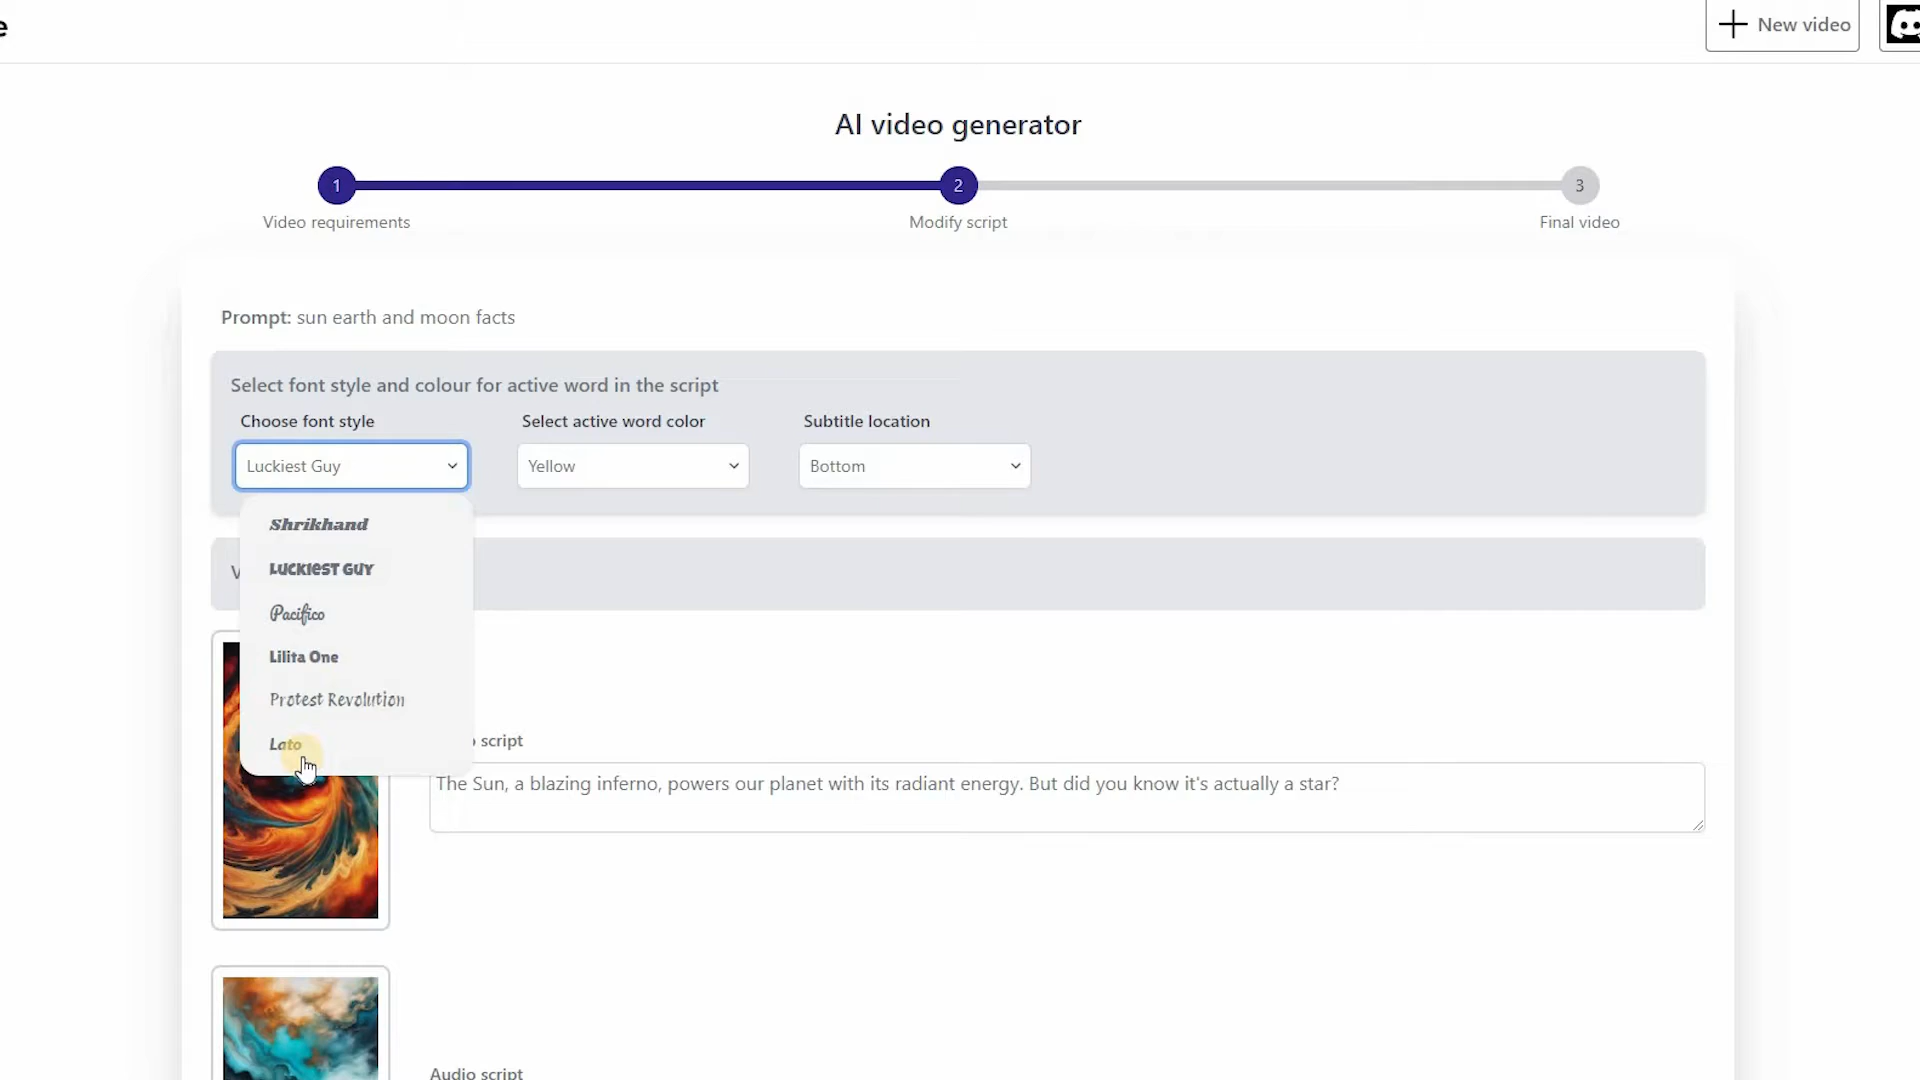 e
New video
AI video generator
1
2
3
Video requirements
Modify script
Final video
Prompt: sun earth and moon facts
Select font style and colour for active word in the script
Choose font style
Select active word color
Subtitle location
Luckiest Guy
Yellow
Bottom
Shrikhand
Luckiest Guy
Pacifico
Lilita One
Protest Revolution
Lato
script
The Sun, a blazing inferno, powers our planet with its radiant energy. But did you know it's actually a star?
Audio script